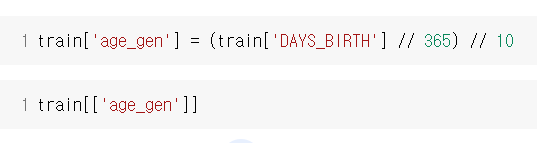 1 train['age_gen'] = (train['DAYS_BIRTH'] // 365) // 10
1 train[['age_gen']]